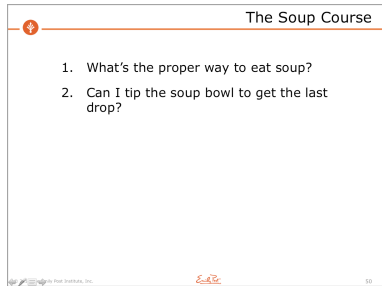 The Soup Course
1. What's the proper way to eat soup?
2. Can I tip the soup bowl to get the last
drop?
Post Institute, Inc.
50